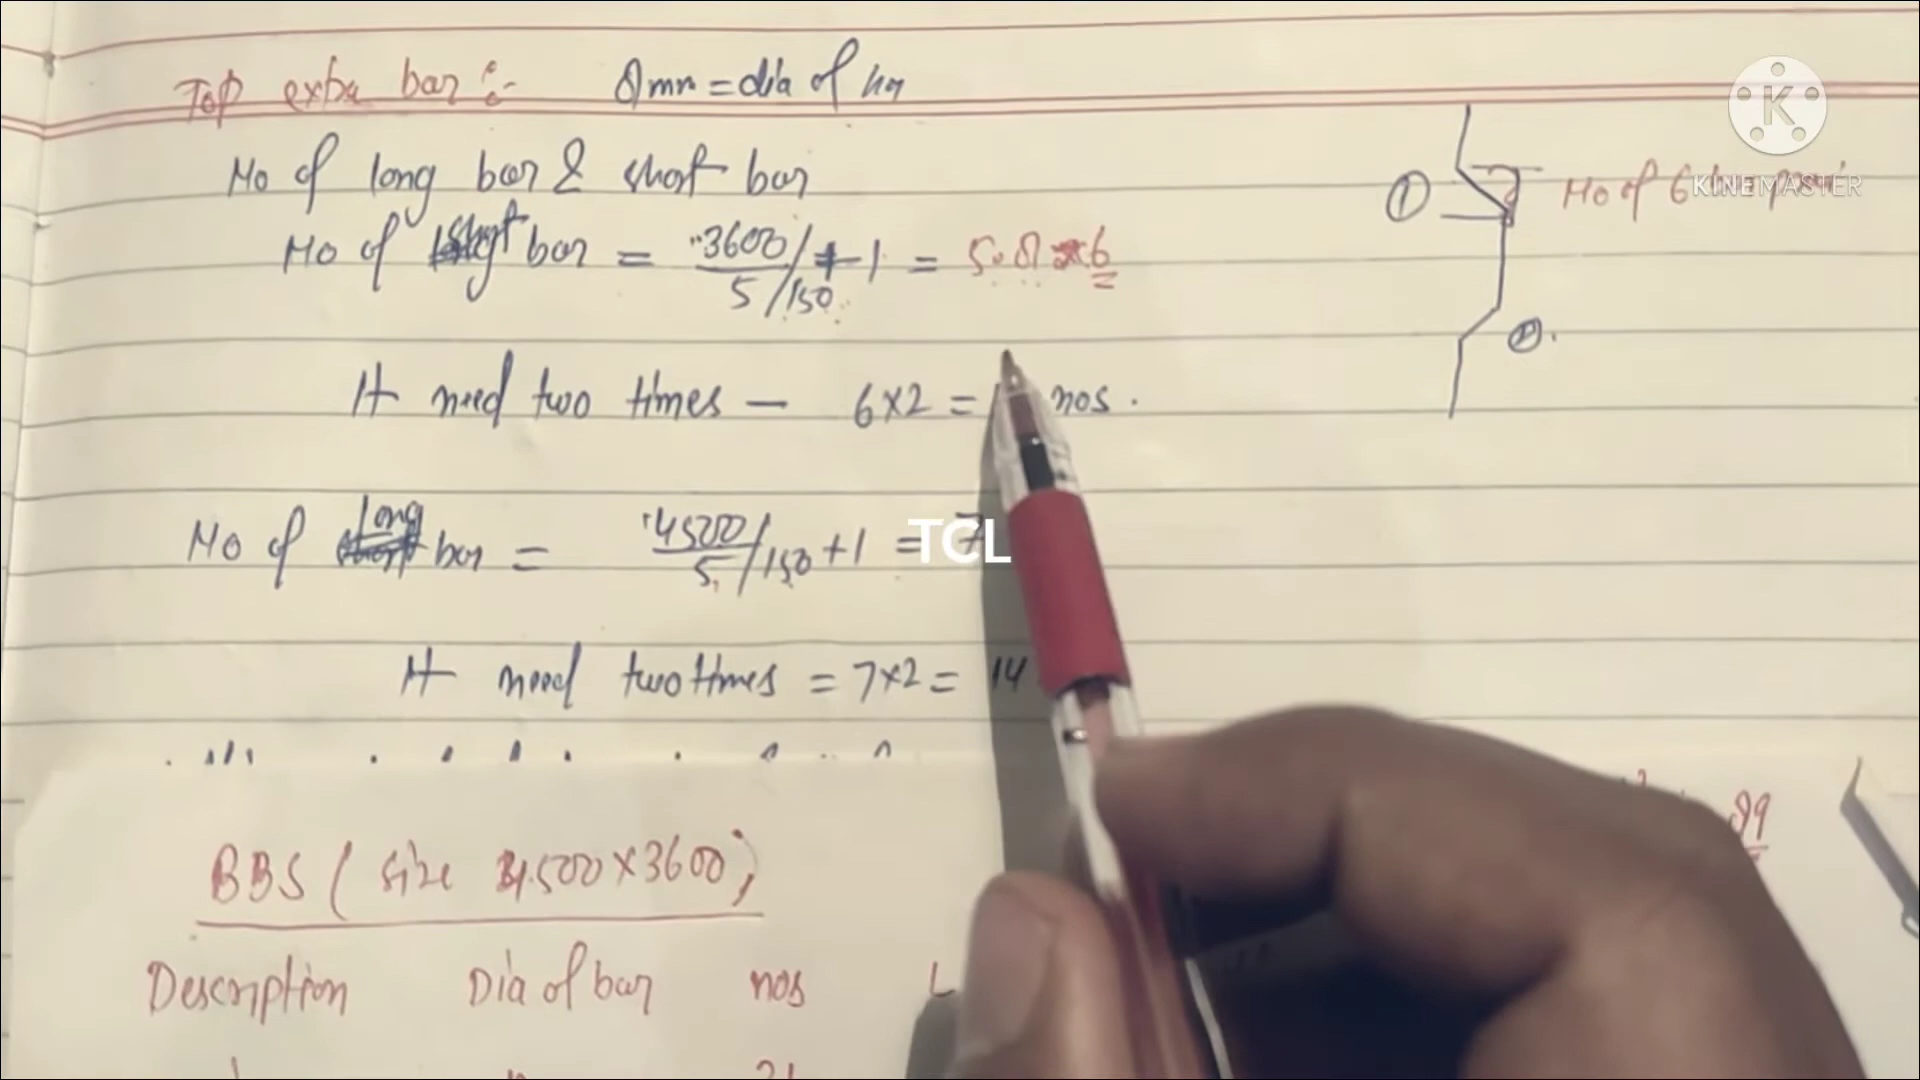 Top extra bar :- 8mm = dia of bar
No of long bar & short bar
No of short bar = 3600/5/150 + 1 = 5.8 ≈ 6
It need two times - 6×2 = nos.
No of long bar = 4500/5/150 +1 = 7
It need two times = 7×2 = 14
BBS ( size 4500×3600)
Description Dia of bar nos L
①
No of
②.
99
KINEMASTER
TCL